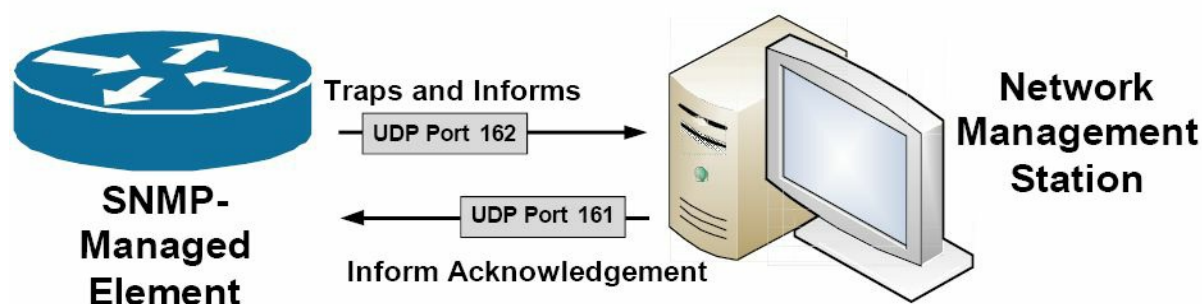 Traps and Informs
UDP Port 162
UDP Port 161
Inform Acknowledgement
SNMP-
Managed
Element
Network
Management
Station